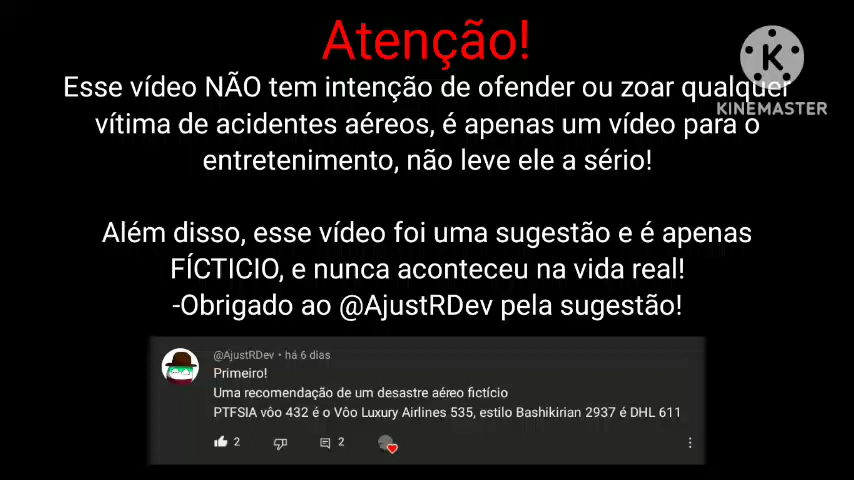 Atenção!
Esse vídeo NÃO tem intenção de ofender ou zoar qualquer
vítima de acidentes aéreos, é apenas um vídeo para o
entretenimento, não leve ele a sério!
Além disso, esse vídeo foi uma sugestão e é apenas
FÍCTICIO, e nunca aconteceu na vida real!
-Obrigado ao @AjustRDev pela sugestão!
K
KINEMASTER
@AjustRDev • há 6 dias
Primeiro!
Uma recomendação de um desastre aéreo fictício
PTFSIA vôo 432 é o Vôo Luxury Airlines 535, estilo Bashikirian 2937 é DHL 611
2
2